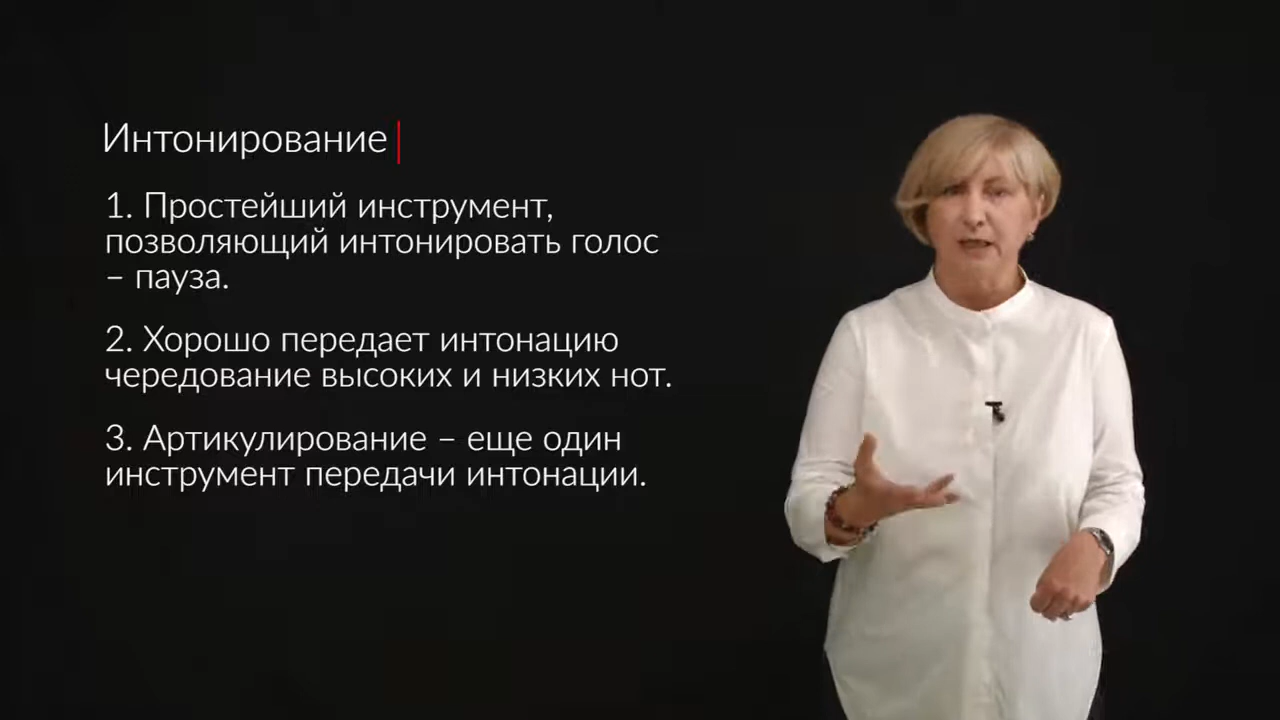 Интонирование
1. Простейший инструмент,
позволяющий интонировать голос
– пауза.
2. Хорошо передает интонацию
чередование высоких и низких нот.
3. Артикулирование – еще один
инструмент передачи интонации.